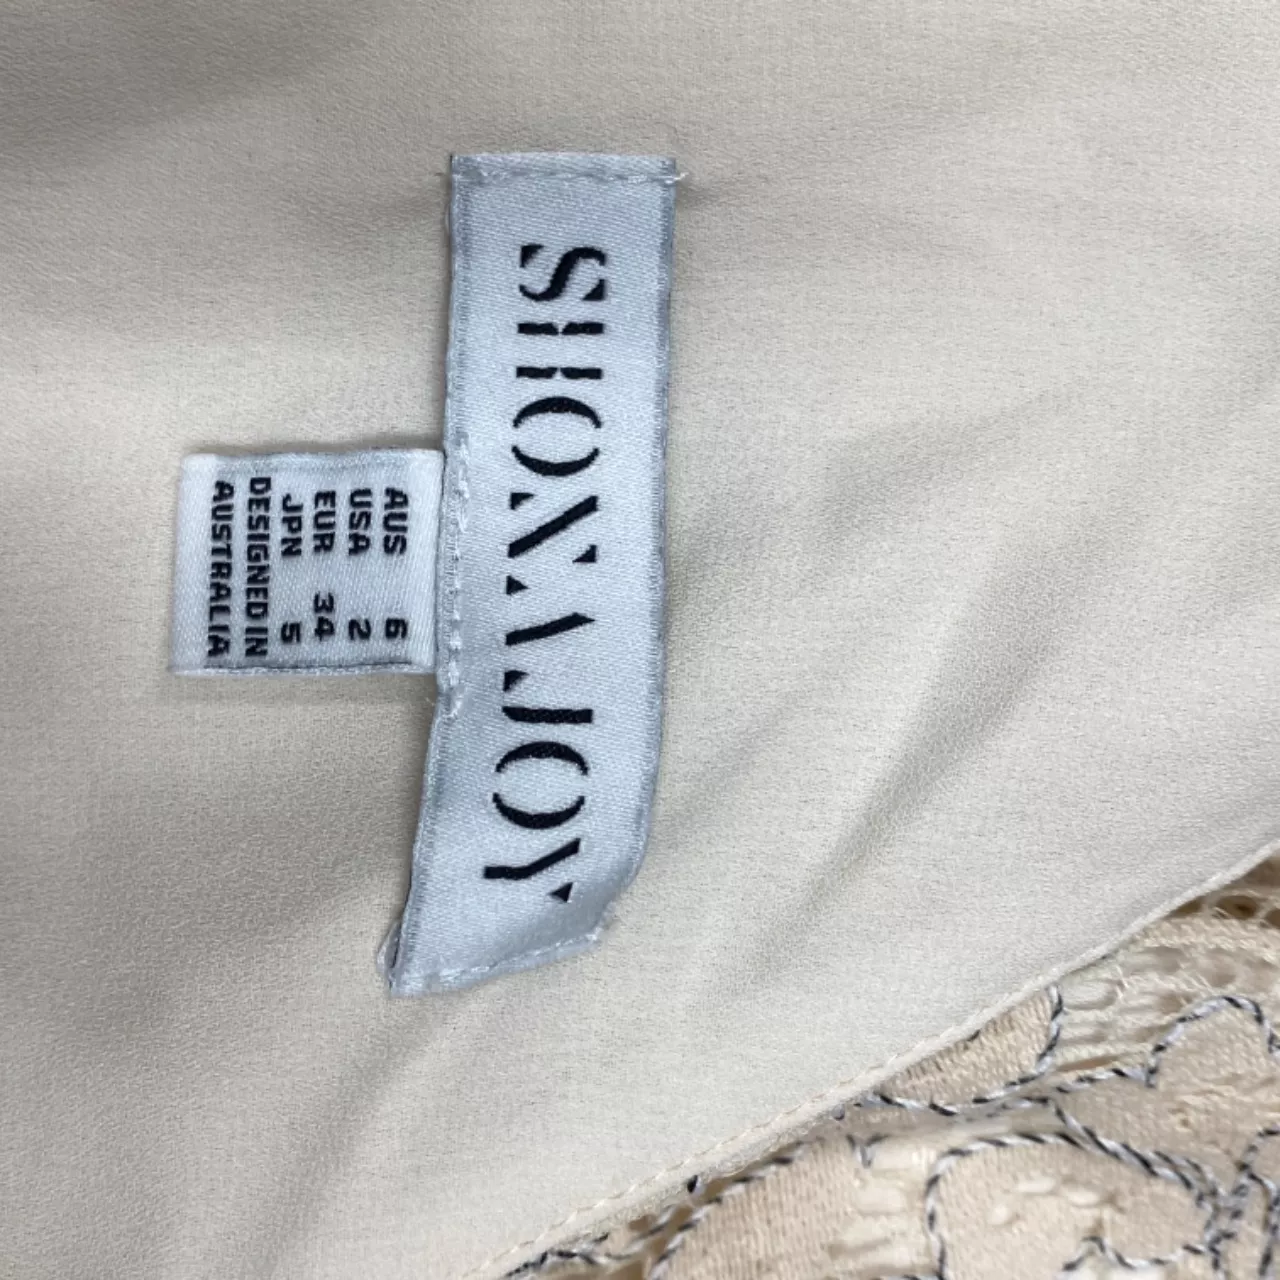 SHONA JOY
AUS 6
USA 2
EUR 34
JPN 5
DESIGNED IN
AUSTRALIA